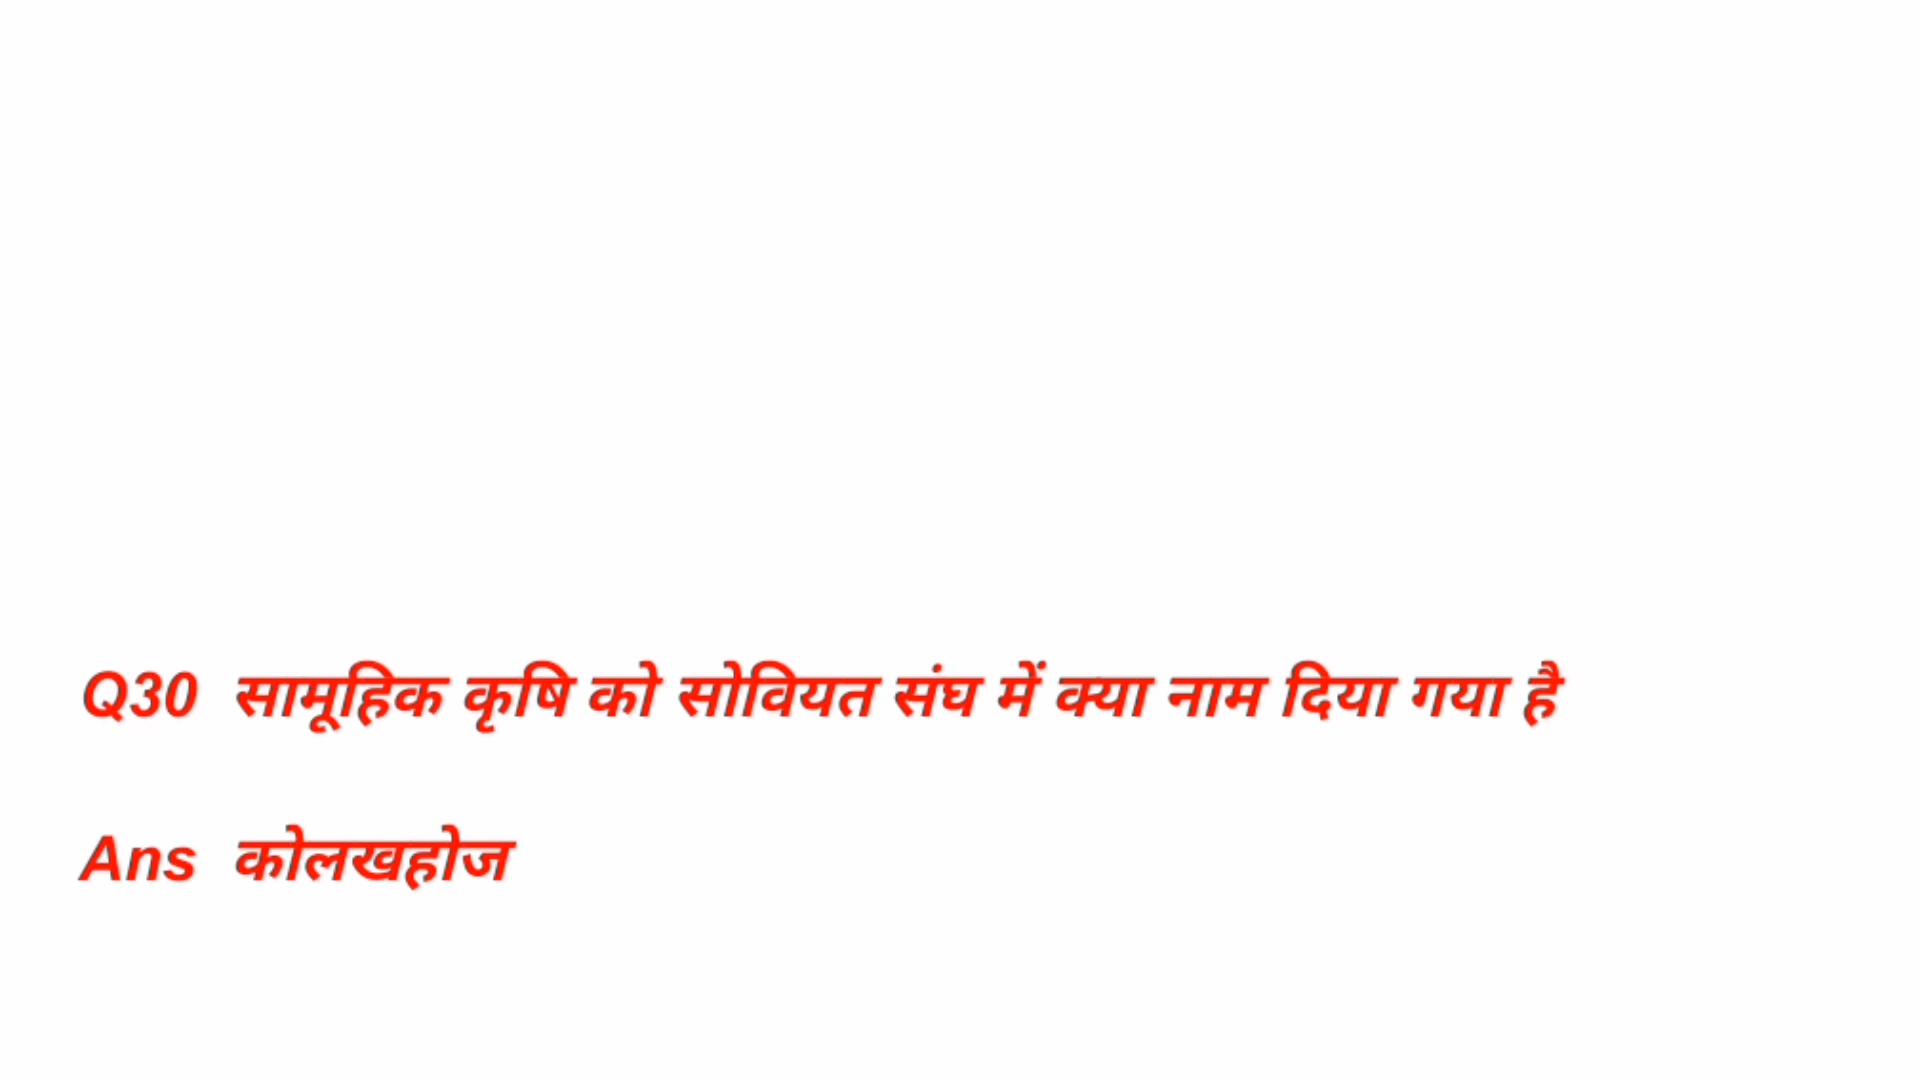 Q30 सामूहिक कृषि को सोवियत संघ में क्या नाम दिया गया है
Ans कोलखहोज